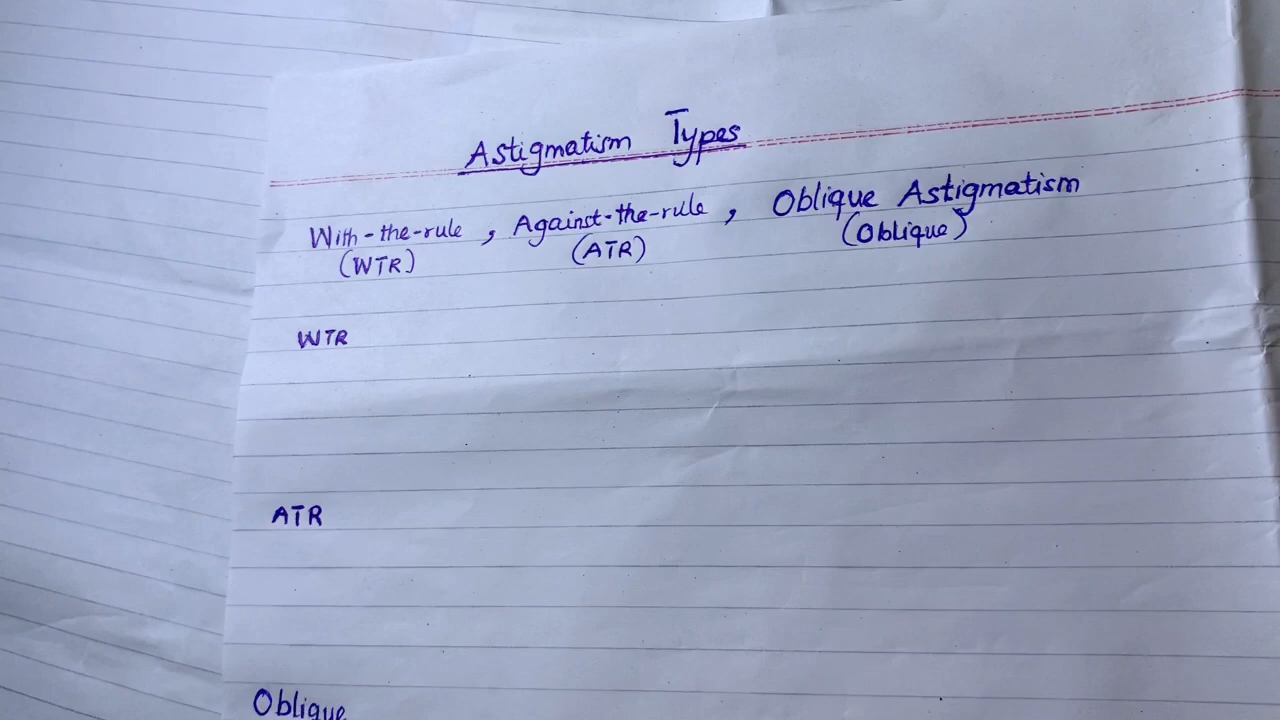 Astigmatism Types
With-the-rule , Against-the-rule , Oblique Astigmatism
(WTR) (ATR) (Oblique)
WTR
ATR
Oblique